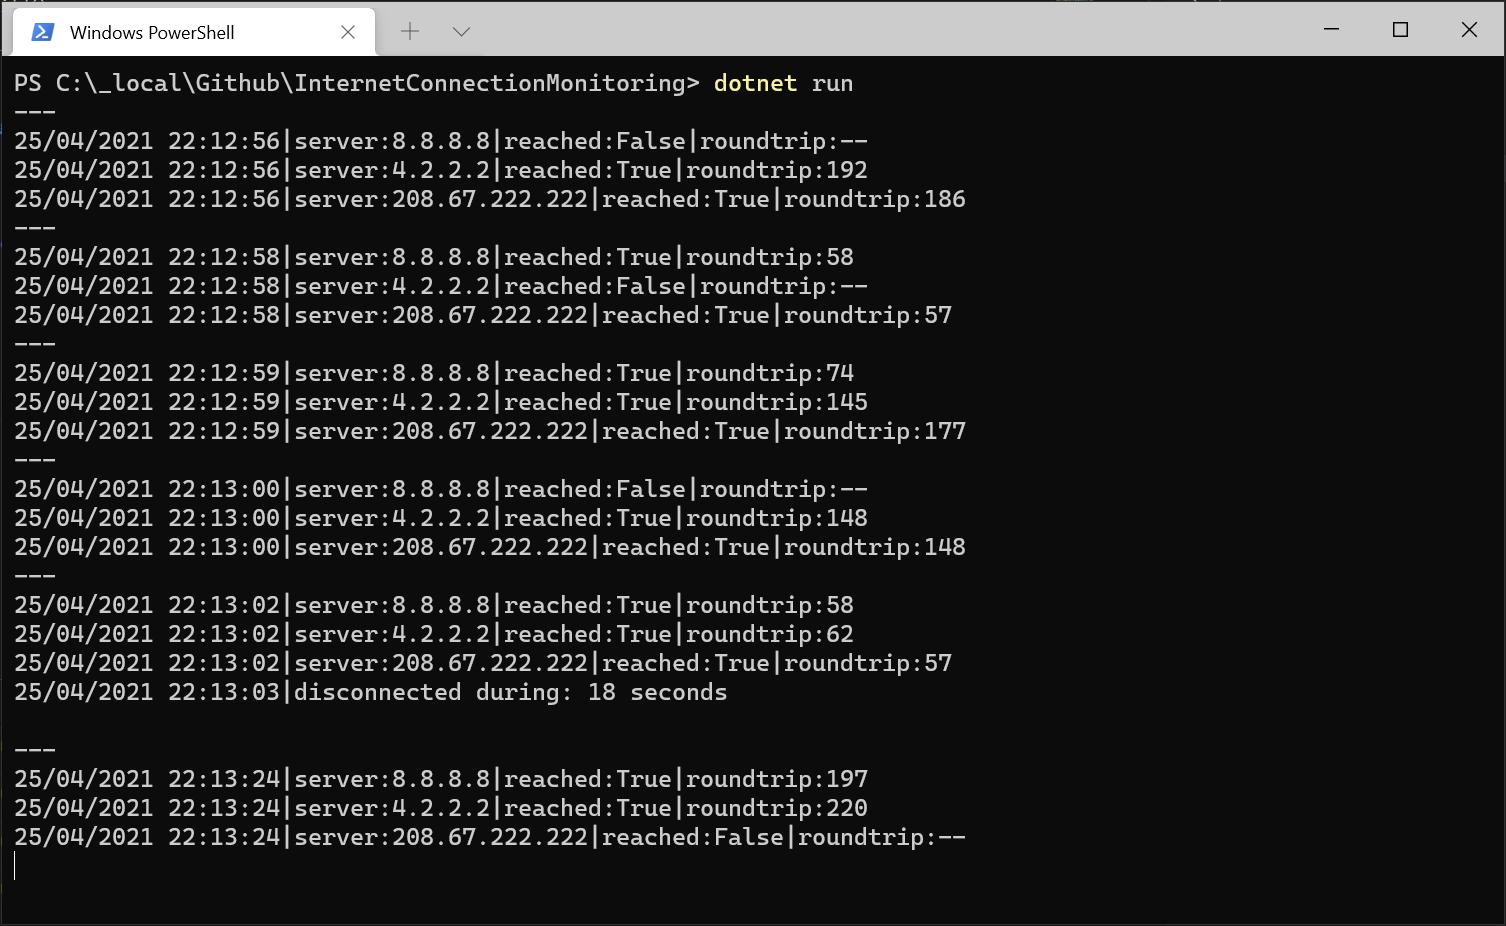 Windows PowerShell
PS C:\_local\Github\InternetConnectionMonitoring> dotnet run
---
25/04/2021 22:12:56|server:8.8.8.8|reached:False|roundtrip:--
25/04/2021 22:12:56|server:4.2.2.2|reached:True|roundtrip:192
25/04/2021 22:12:56|server:208.67.222.222|reached:True|roundtrip:186
---
25/04/2021 22:12:58|server:8.8.8.8|reached:True|roundtrip:58
25/04/2021 22:12:58|server:4.2.2.2|reached:False|roundtrip:--
25/04/2021 22:12:58|server:208.67.222.222|reached:True|roundtrip:57
---
25/04/2021 22:12:59|server:8.8.8.8|reached:True|roundtrip:74
25/04/2021 22:12:59|server:4.2.2.2|reached:True|roundtrip:145
25/04/2021 22:12:59|server:208.67.222.222|reached:True|roundtrip:177
---
25/04/2021 22:13:00|server:8.8.8.8|reached:False|roundtrip:--
25/04/2021 22:13:00|server:4.2.2.2|reached:True|roundtrip:148
25/04/2021 22:13:00|server:208.67.222.222|reached:True|roundtrip:148
---
25/04/2021 22:13:02|server:8.8.8.8|reached:True|roundtrip:58
25/04/2021 22:13:02|server:4.2.2.2|reached:True|roundtrip:62
25/04/2021 22:13:02|server:208.67.222.222|reached:True|roundtrip:57
25/04/2021 22:13:03|disconnected during: 18 seconds
---
25/04/2021 22:13:24|server:8.8.8.8|reached:True|roundtrip:197
25/04/2021 22:13:24|server:4.2.2.2|reached:True|roundtrip:220
25/04/2021 22:13:24|server:208.67.222.222|reached:False|roundtrip:--